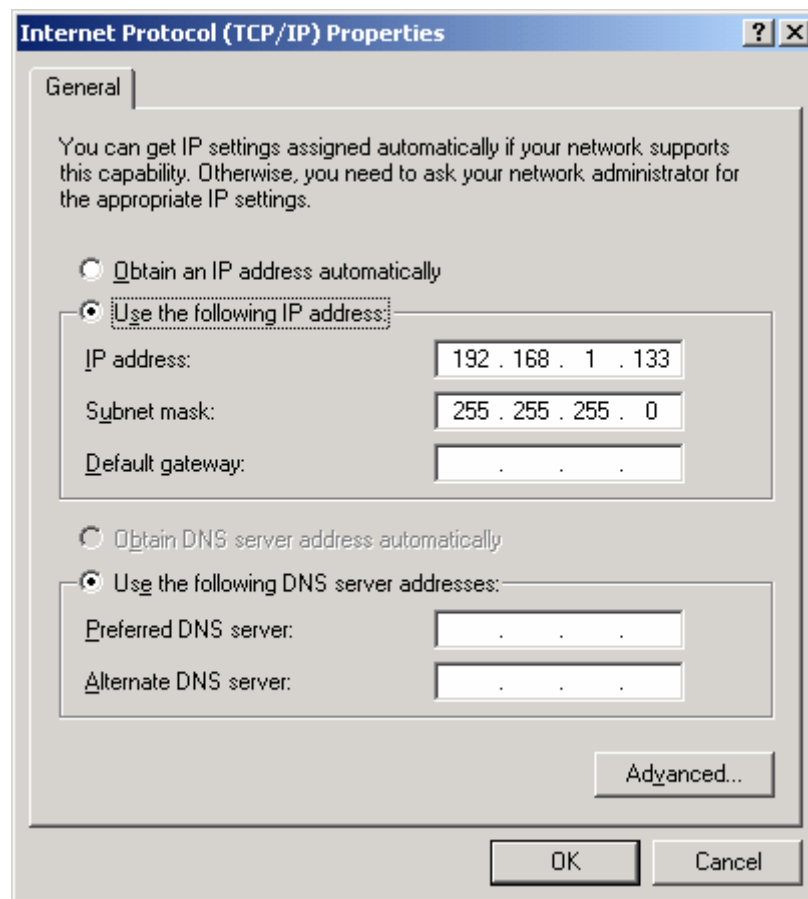 Internet Protocol (TCP/IP) Properties
General
You can get IP settings assigned automatically if your network supports
this capability. Otherwise, you need to ask your network administrator for
the appropriate IP settings.
Obtain an IP address automatically
Use the following IP address:
IP address: 192 . 168 . 1 . 133
Subnet mask: 255 . 255 . 255 . 0
Default gateway: . . .
Obtain DNS server address automatically
Use the following DNS server addresses:
Preferred DNS server: . . .
Alternate DNS server: . . .
Advanced...
OK Cancel